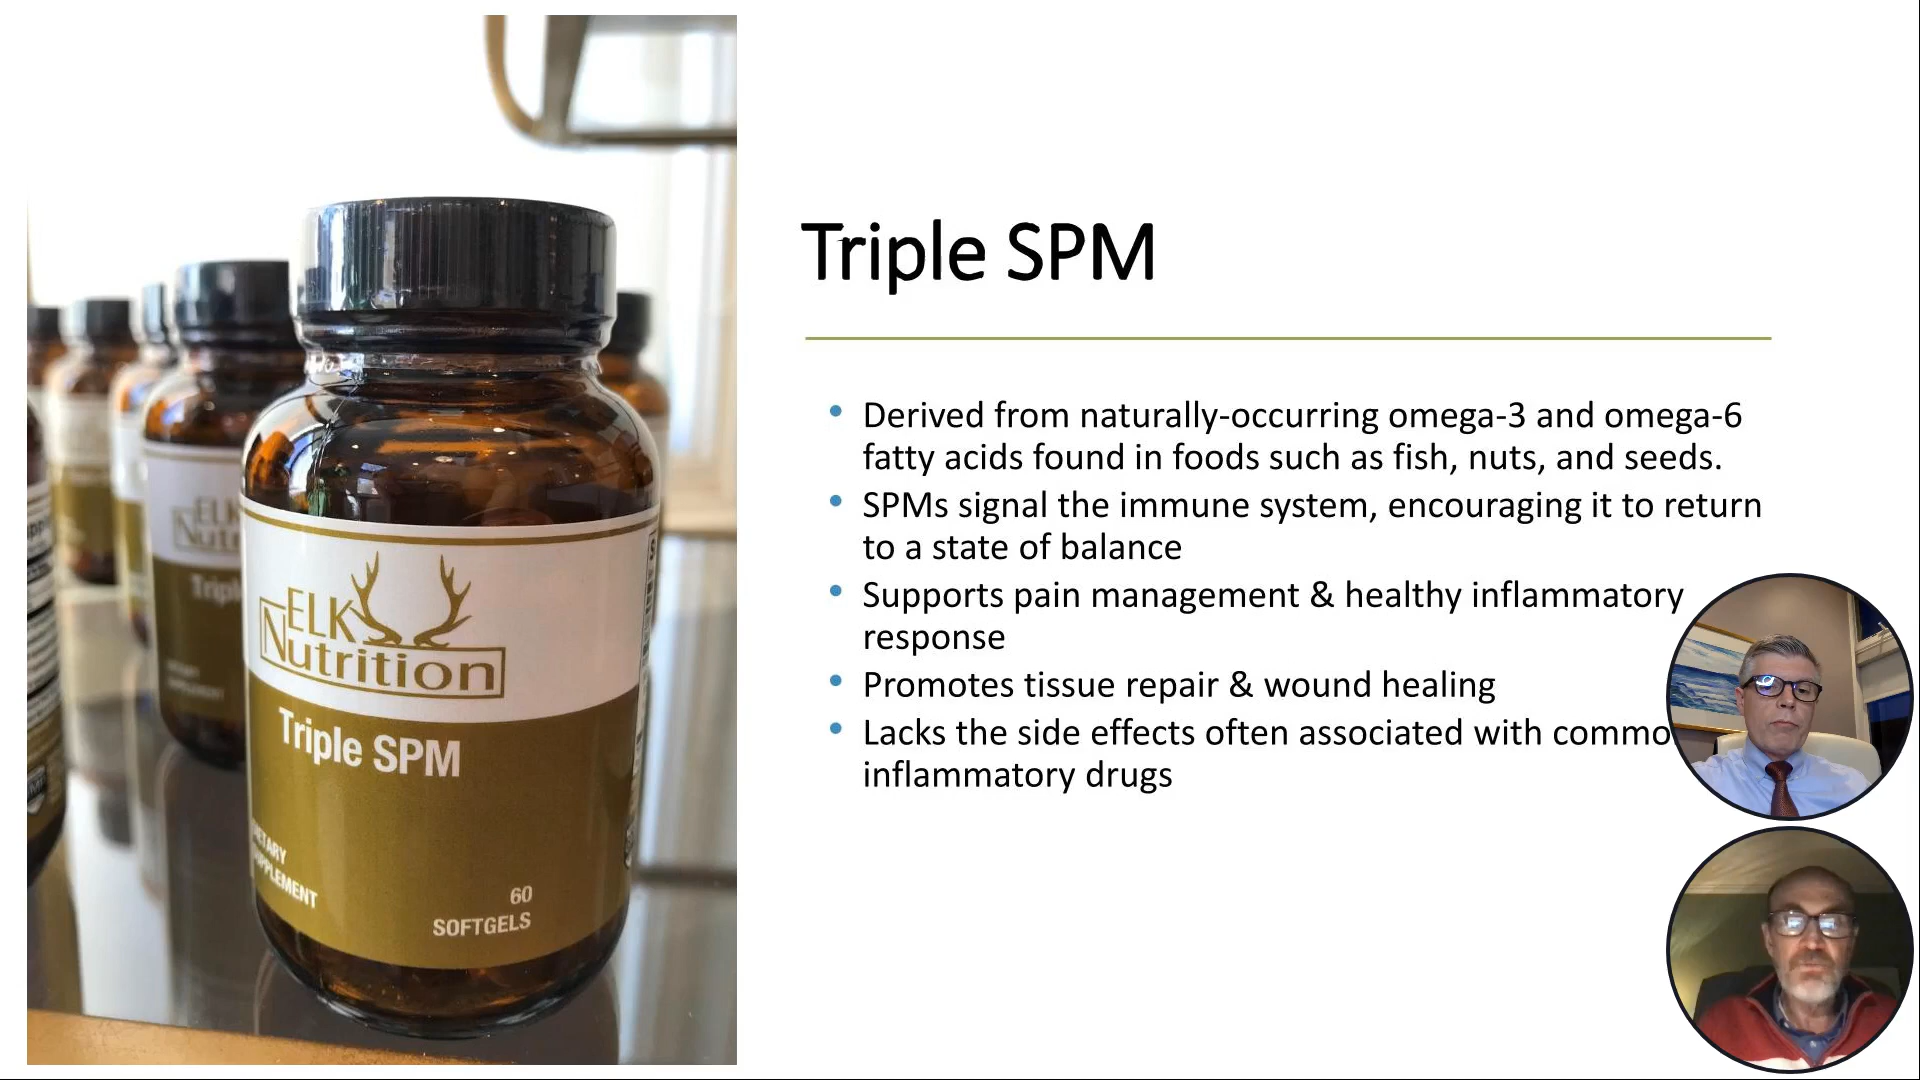 ELK
Nutrition
Triple SPM
60
SOFTGELS
Triple SPM
Derived from naturally-occurring omega-3 and omega-6
fatty acids found in foods such as fish, nuts, and seeds.
SPMs signal the immune system, encouraging it to return
to a state of balance
Supports pain management & healthy inflammatory
response
Promotes tissue repair & wound healing
Lacks the side effects often associated with
inflammatory drugs